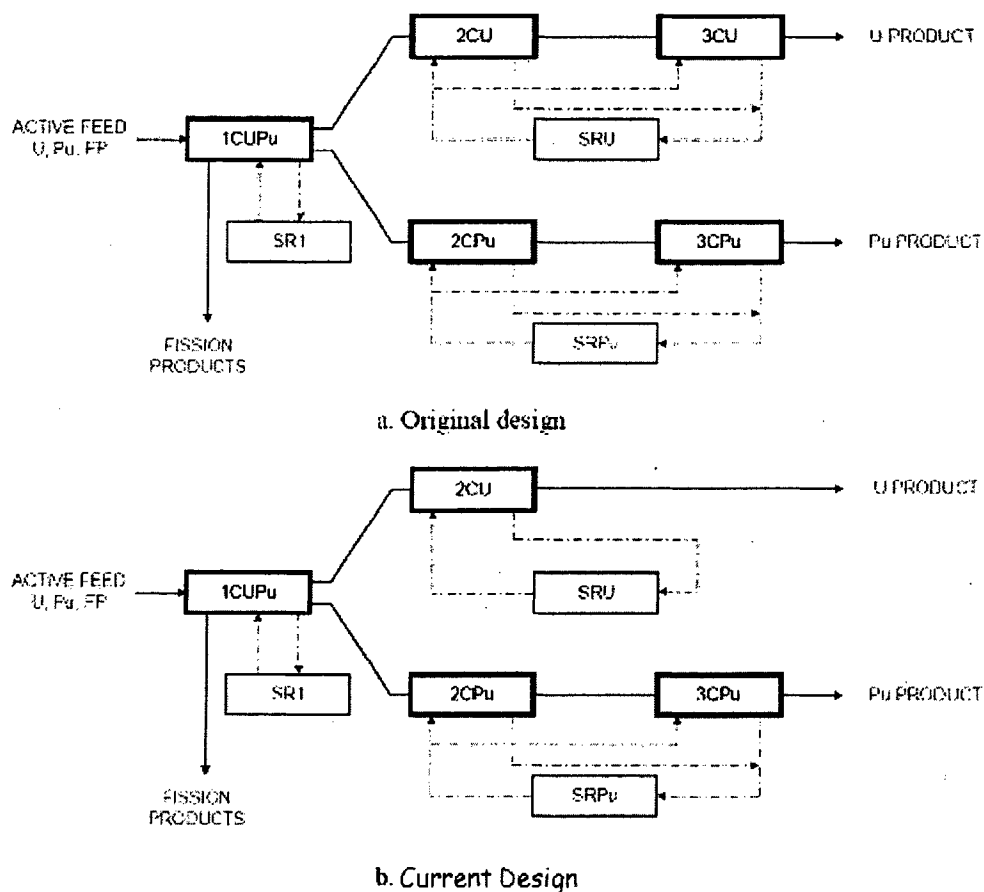 2CU
3CU
U PRODUCT
ACTIVE FEED
U, Pu, FP
1CUPu
SRU
SR1
2CPu
3CPu
Pu PRODUCT
SRPu
FISSION
PRODUCTS
a. Original design
2CU
U PRODUCT
ACTIVE FEED
U, Pu, FP
1CUPu
SRU
SR1
2CPu
3CPu
Pu PRODUCT
SRPu
FISSION
PRODUCTS
b. Current Design